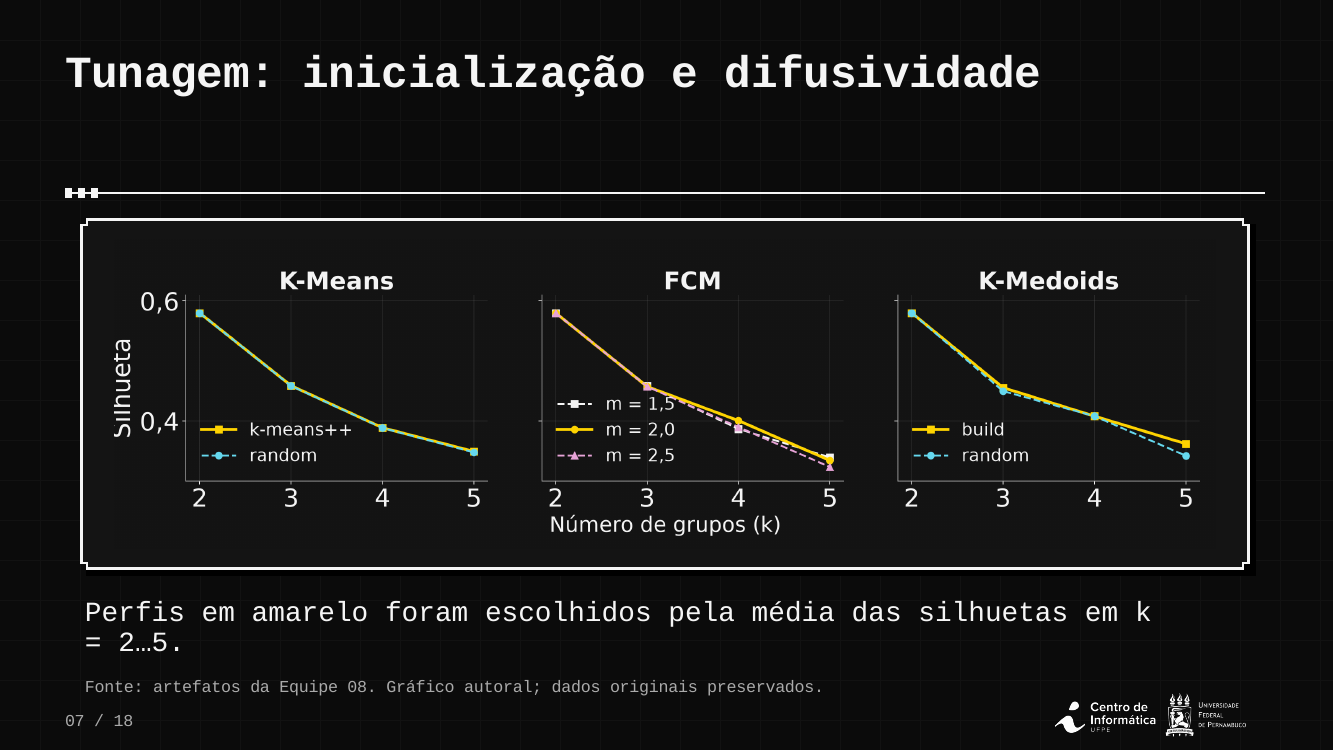 Tunagem: inicialização e difusividade
K-Means
FCM
K-Medoids
0,6
0,4
Silhueta
k-means++
random
m = 1,5
m = 2,0
m = 2,5
build
random
2 3 4 5
2 3 4 5
2 3 4 5
Número de grupos (k)
Perfis em amarelo foram escolhidos pela média das silhuetas em k
= 2…5.
Fonte: artefatos da Equipe 08. Gráfico autoral; dados originais preservados.
07 / 18
Centro de
Informática
UFPE
Universidade
Federal
de Pernambuco